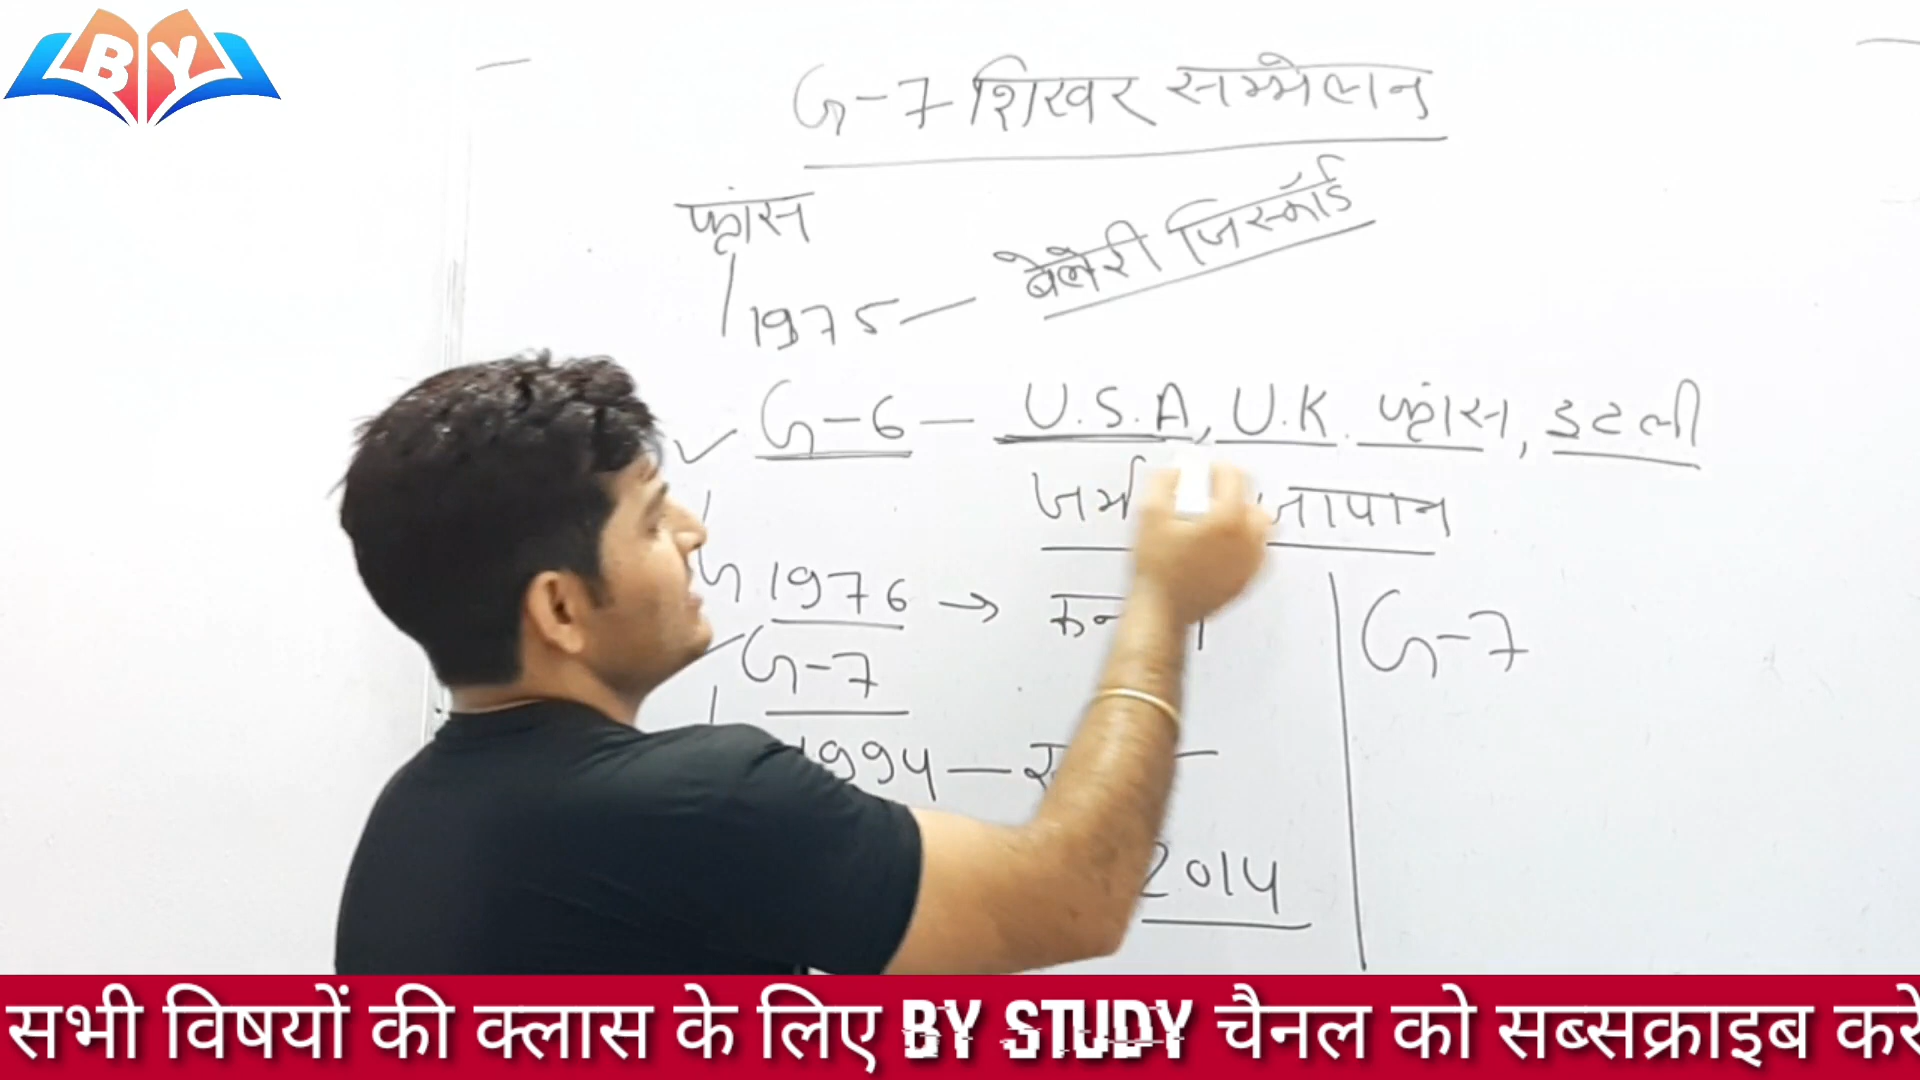 BY
G-7 शिखर सम्मेलन
फ्रांस
1975 — बेलेरी जिस्कॉर्ड
G-6 — U.S.A, U.K. फ्रांस, इटली
जापान
1976 →
G-7
G-7
1994 —
2014
सभी विषयों की क्लास के लिए BY STUDY चैनल को सब्सक्राइब करे